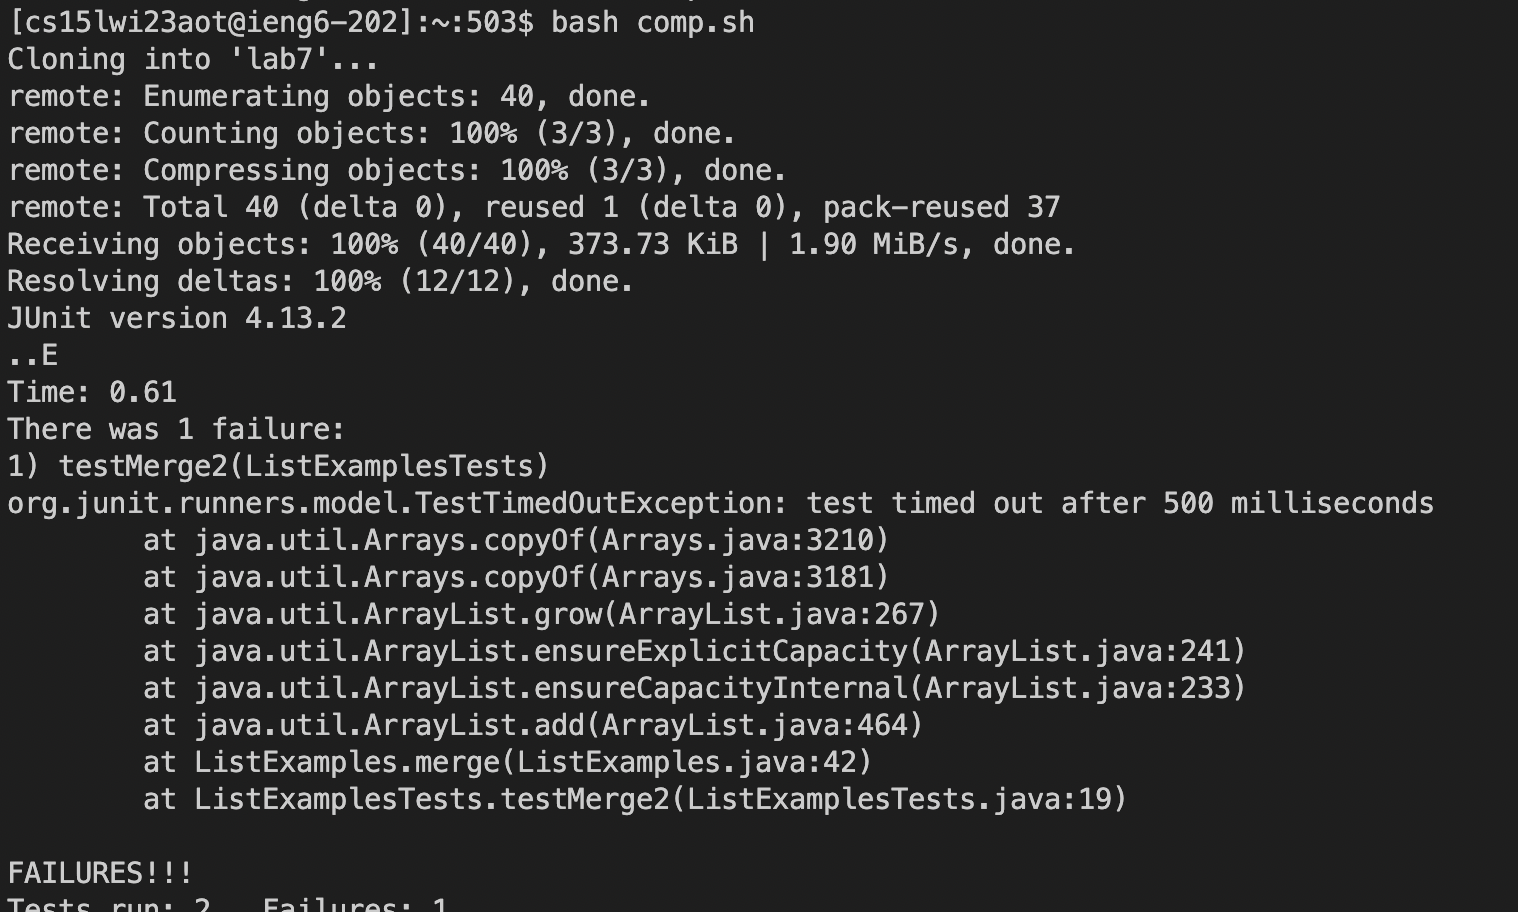 [cs15lwi23aot@ieng6-202]:~:503$ bash comp.sh
Cloning into 'lab7'...
remote: Enumerating objects: 40, done.
remote: Counting objects: 100% (3/3), done.
remote: Compressing objects: 100% (3/3), done.
remote: Total 40 (delta 0), reused 1 (delta 0), pack-reused 37
Receiving objects: 100% (40/40), 373.73 KiB | 1.90 MiB/s, done.
Resolving deltas: 100% (12/12), done.
JUnit version 4.13.2
..E
Time: 0.61
There was 1 failure:
1) testMerge2(ListExamplesTests)
org.junit.runners.model.TestTimedOutException: test timed out after 500 milliseconds
        at java.util.Arrays.copyOf(Arrays.java:3210)
        at java.util.Arrays.copyOf(Arrays.java:3181)
        at java.util.ArrayList.grow(ArrayList.java:267)
        at java.util.ArrayList.ensureExplicitCapacity(ArrayList.java:241)
        at java.util.ArrayList.ensureCapacityInternal(ArrayList.java:233)
        at java.util.ArrayList.add(ArrayList.java:464)
        at ListExamples.merge(ListExamples.java:42)
        at ListExamplesTests.testMerge2(ListExamplesTests.java:19)

FAILURES!!!
Tests run: 2,  Failures: 1